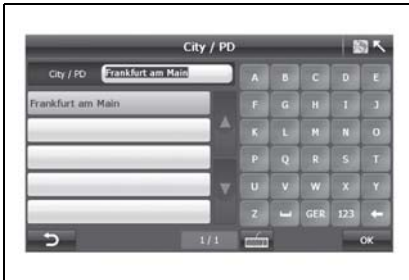 City / PD
City / PD Frankfurt am Main
A B C D E
Frankfurt am Main
F G H I J
K L M N O
P Q R S T
U V W X Y
Z GER 123
1/1
OK